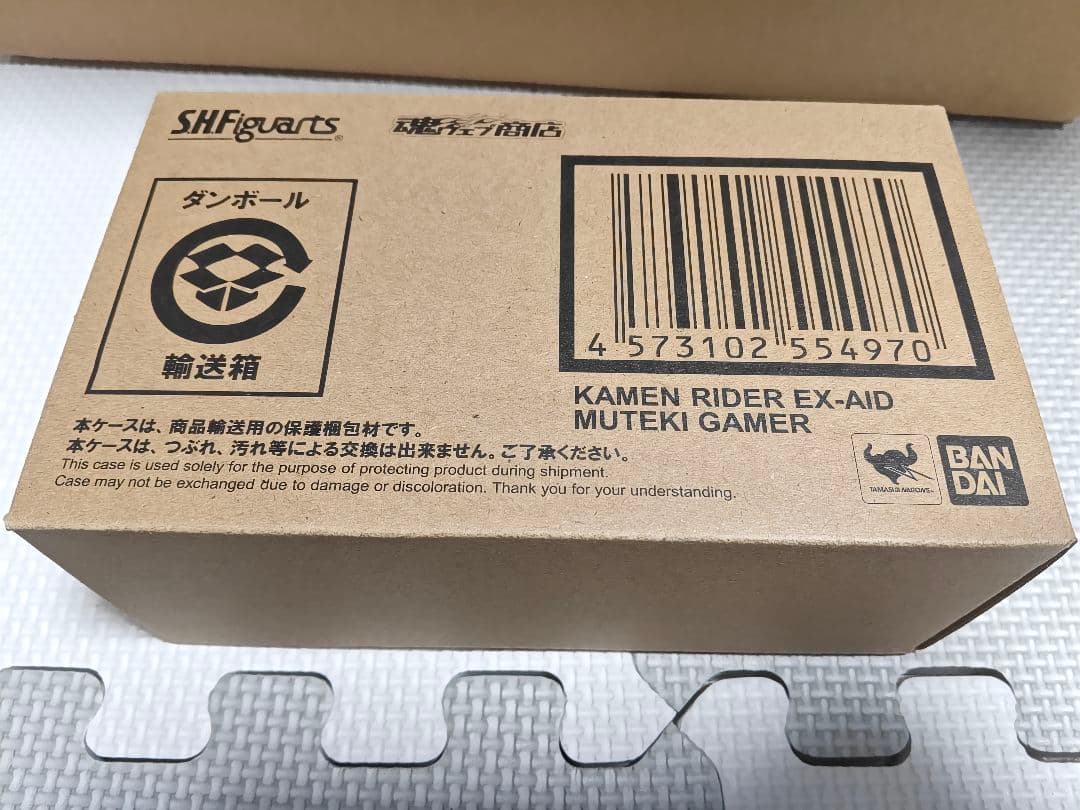 S.H.Figuarts®
魂ウェブ商店
ダンボール
輸送箱
4 573102 554970
KAMEN RIDER EX-AID
MUTEKI GAMER
本ケースは、商品輸送用の保護梱包材です。
本ケースは、つぶれ、汚れ等による交換は出来ません。ご了承ください。
This case is used solely for the purpose of protecting product during shipment.
Case may not be exchanged due to damage or discoloration. Thank you for your understanding.
TAMASHII NATIONS
BAN
DAI